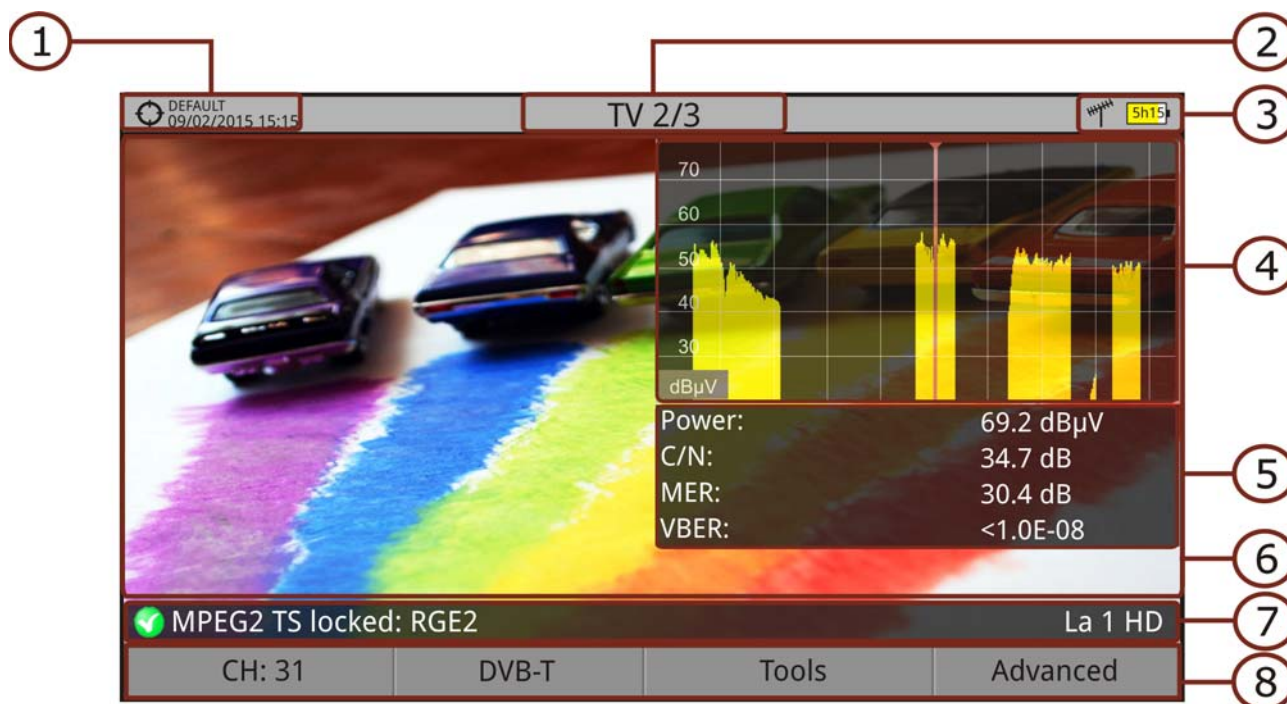 1
2
DEFAULT
09/02/2015 15:15
TV 2/3
5h15
3
70
60
50
40
30
dBµV
4
Power: 69.2 dBµV
C/N: 34.7 dB
MER: 30.4 dB
VBER: <1.0E-08
5
6
MPEG2 TS locked: RGE2 La 1 HD
7
CH: 31 DVB-T Tools Advanced
8